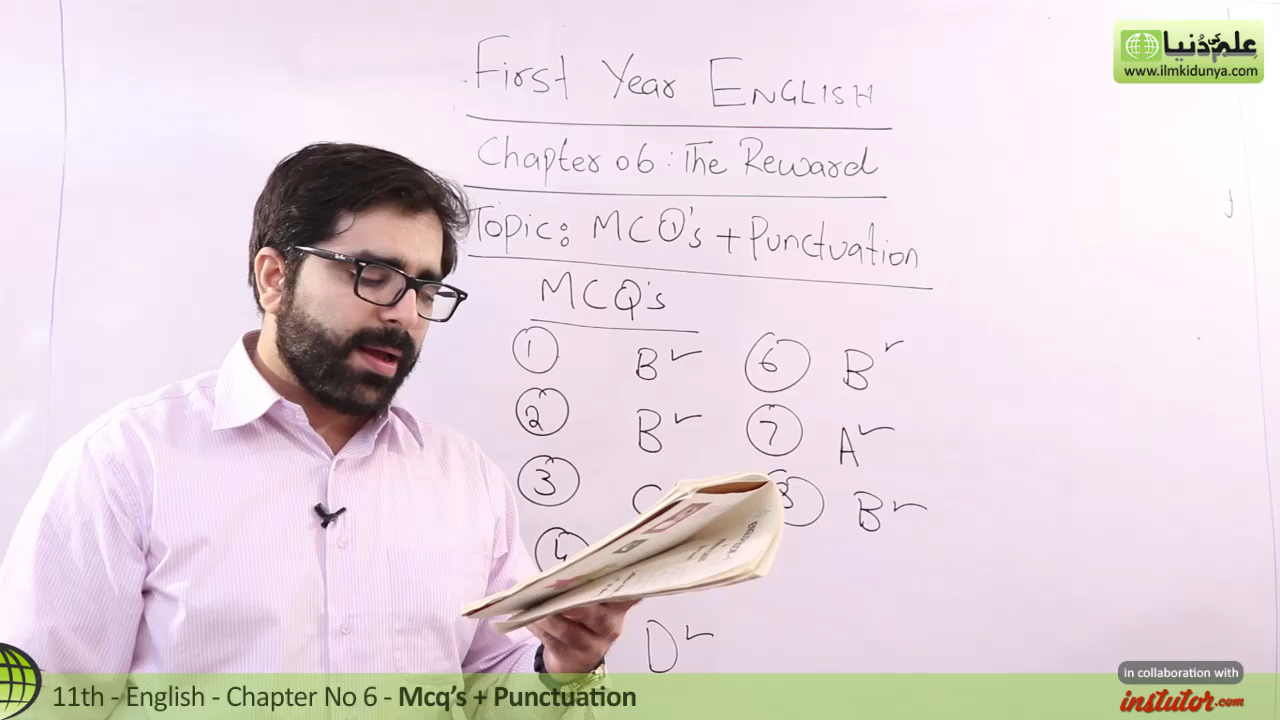 علم کی دنیا
www.ilmkidunya.com
First Year ENGLISH
Chapter 06: The Reward
Topic: MCQ's + Punctuation
MCQ's
1 B✓ 6 B✓
2 B✓ 7 A✓
3 C 8 B✓
4
D✓
11th - English - Chapter No 6 - Mcq's + Punctuation
in collaboration with
instutor.com